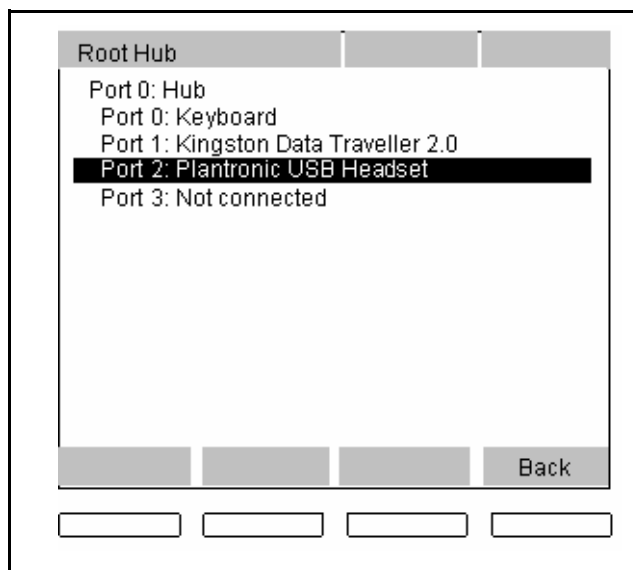 Root Hub
Port 0: Hub
Port 0: Keyboard
Port 1: Kingston Data Traveller 2.0
Port 2: Plantronic USB Headset
Port 3: Not connected
Back